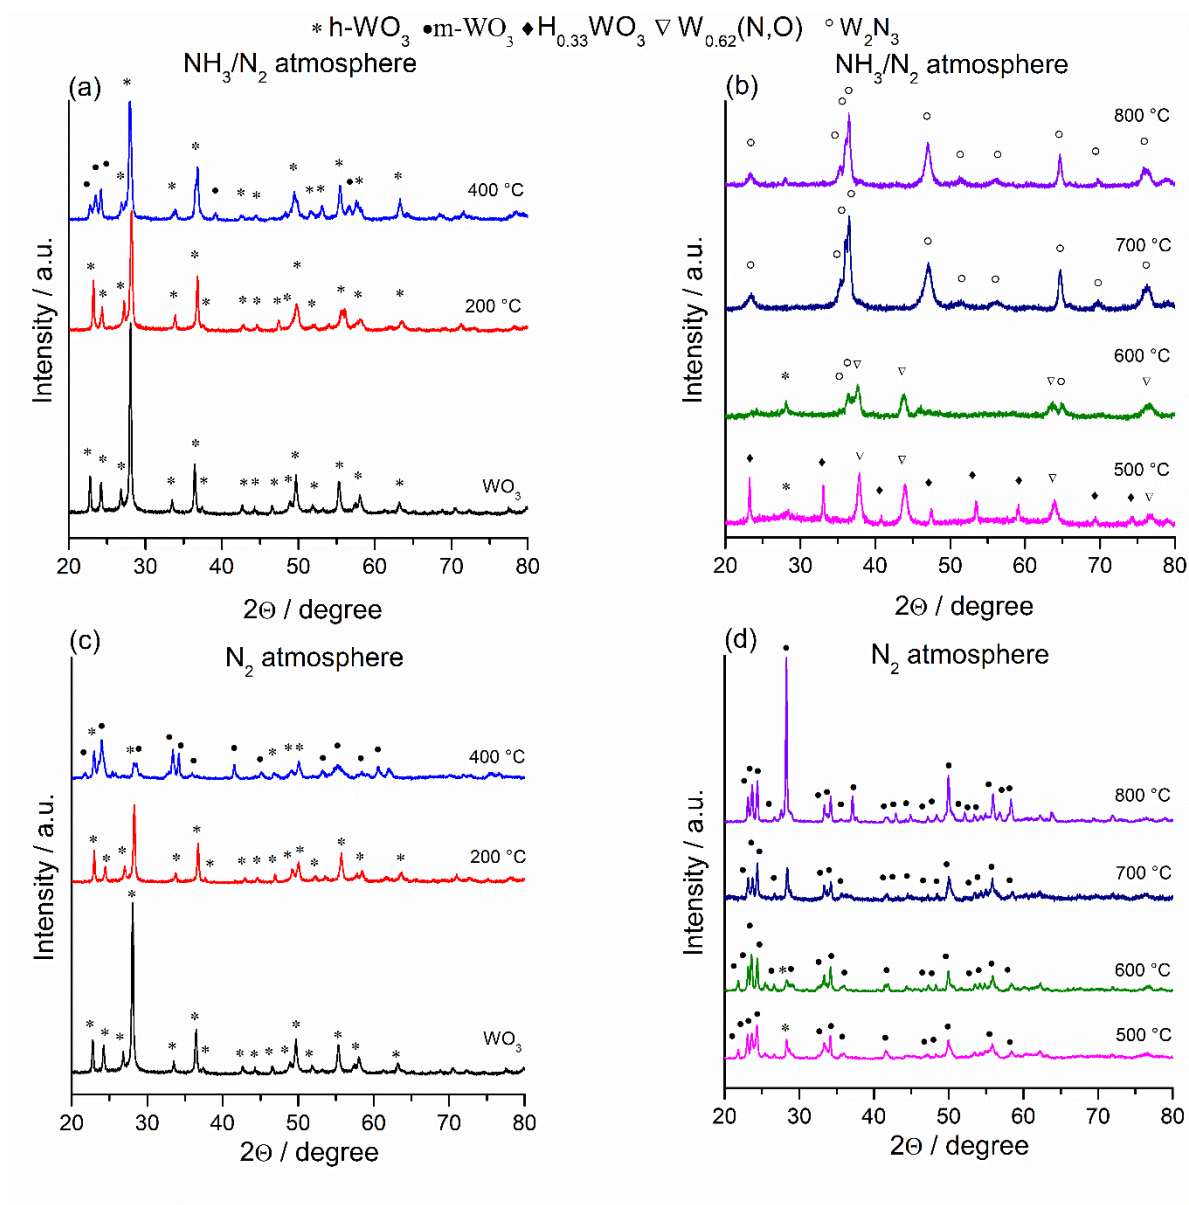 * h-WO3 ●m-WO3 ♦H0.33WO3 ▽ W0.62(N,O) ○ W2N3
(a)
NH3/N2 atmosphere
400 °C
200 °C
WO3
Intensity / a.u.
20 30 40 50 60 70 80
2Θ / degree
(b)
NH3/N2 atmosphere
800 °C
700 °C
600 °C
500 °C
Intensity / a.u.
20 30 40 50 60 70 80
2Θ / degree
(c)
N2 atmosphere
400 °C
200 °C
WO3
Intensity / a.u.
20 30 40 50 60 70 80
2Θ / degree
(d)
N2 atmosphere
800 °C
700 °C
600 °C
500 °C
Intensity / a.u.
20 30 40 50 60 70 80
2Θ / degree